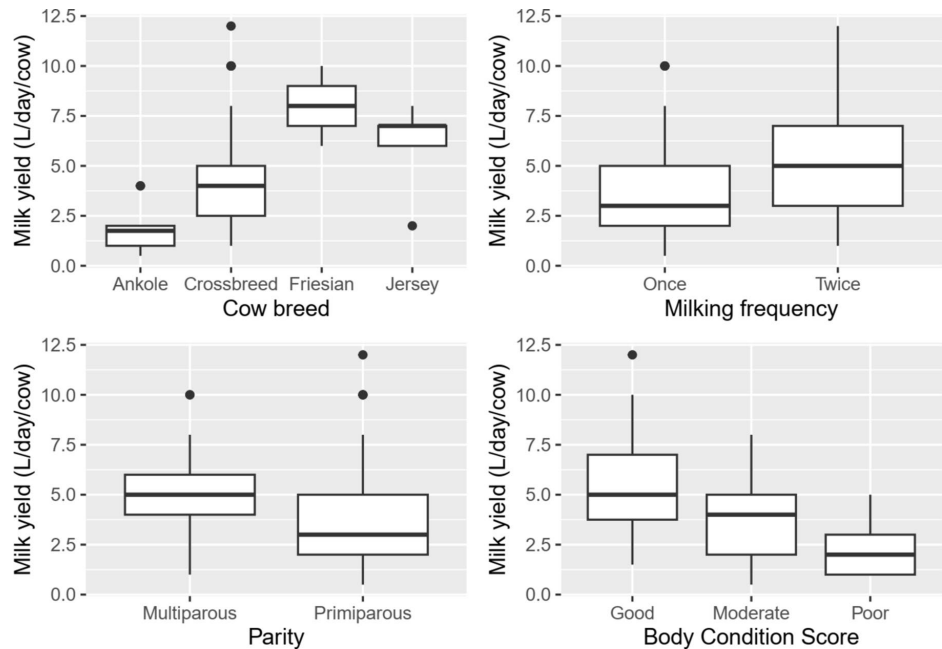 Milk yield (L/day/cow)
12.5
10.0
7.5
5.0
2.5
0.0
Ankole Crossbreed Friesian Jersey
Cow breed
Milk yield (L/day/cow)
12.5
10.0
7.5
5.0
2.5
0.0
Once Twice
Milking frequency
Milk yield (L/day/cow)
12.5
10.0
7.5
5.0
2.5
0.0
Multiparous Primiparous
Parity
Milk yield (L/day/cow)
12.5
10.0
7.5
5.0
2.5
0.0
Good Moderate Poor
Body Condition Score